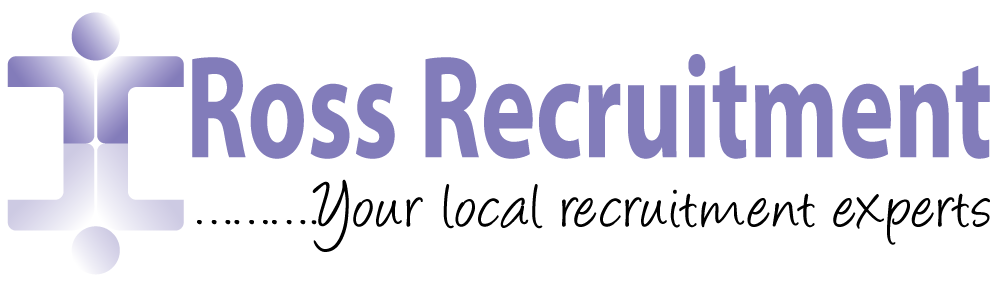 Ross Recruitment
..........Your local recruitment experts